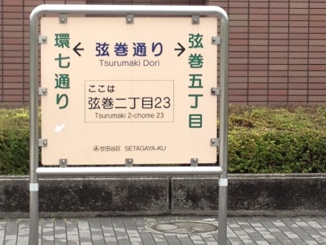 環七通り
← 弦巻通り →
Tsurumaki Dori
弦巻五丁目
ここは
弦巻二丁目23
Tsurumaki 2-chome 23
世田谷区 SETAGAYA-KU